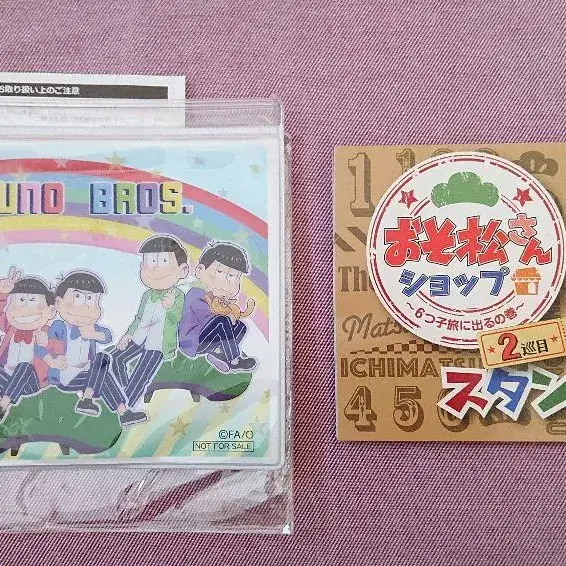 S取り扱い上のご注意
UNO BROS.
©FA/O
NOT FOR SALE
おそ松さん
ショップ
~6つ子旅に出るの巻~
2巡目
スタン
Th
Mats
ICHIMATSU
4 5 6